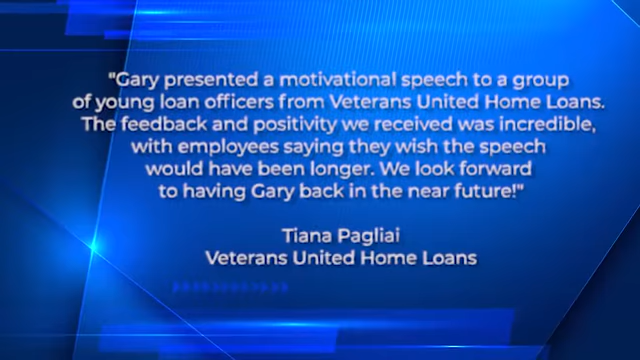 "Gary presented a motivational speech to a group
of young loan officers from Veterans United Home Loans.
The feedback and positivity we received was incredible,
with employees saying they wish the speech
would have been longer. We look forward
to having Gary back in the near future!"
Tiana Pagliai
Veterans United Home Loans